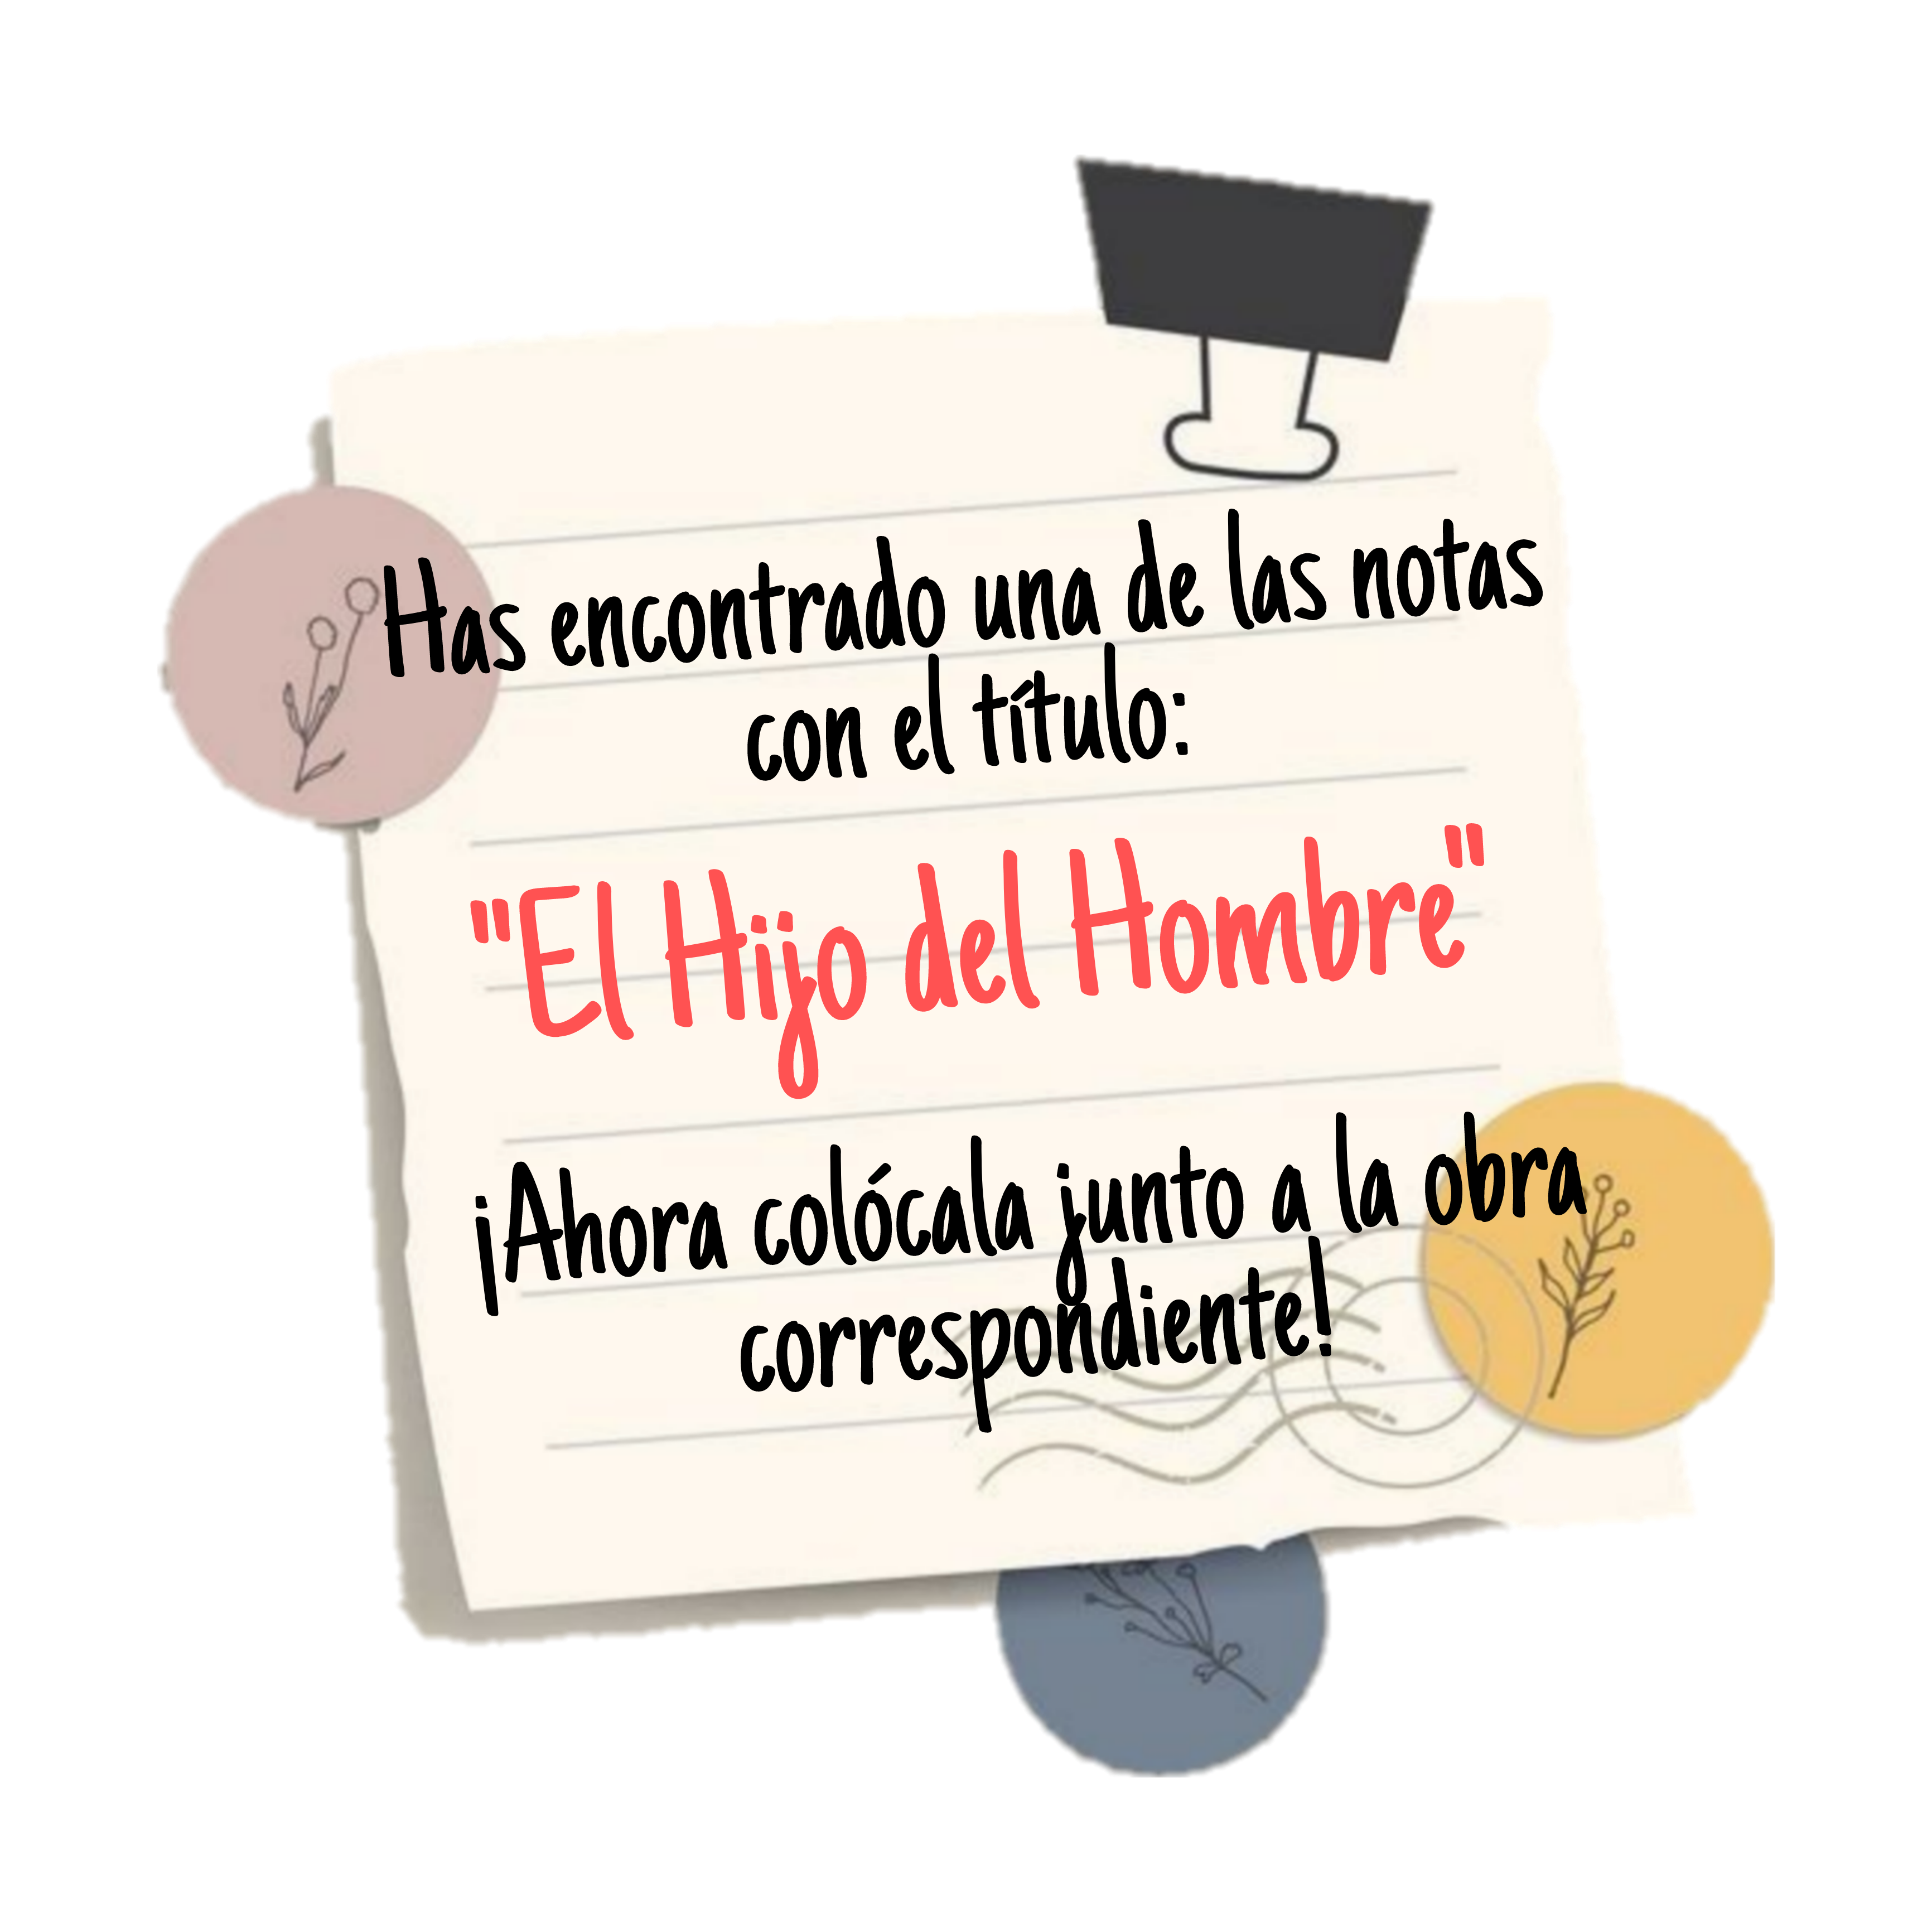 Has encontrado una de las notas
con el título:
"El Hijo del Hombre"
¡Ahora colócala junto a la obra
correspondiente!